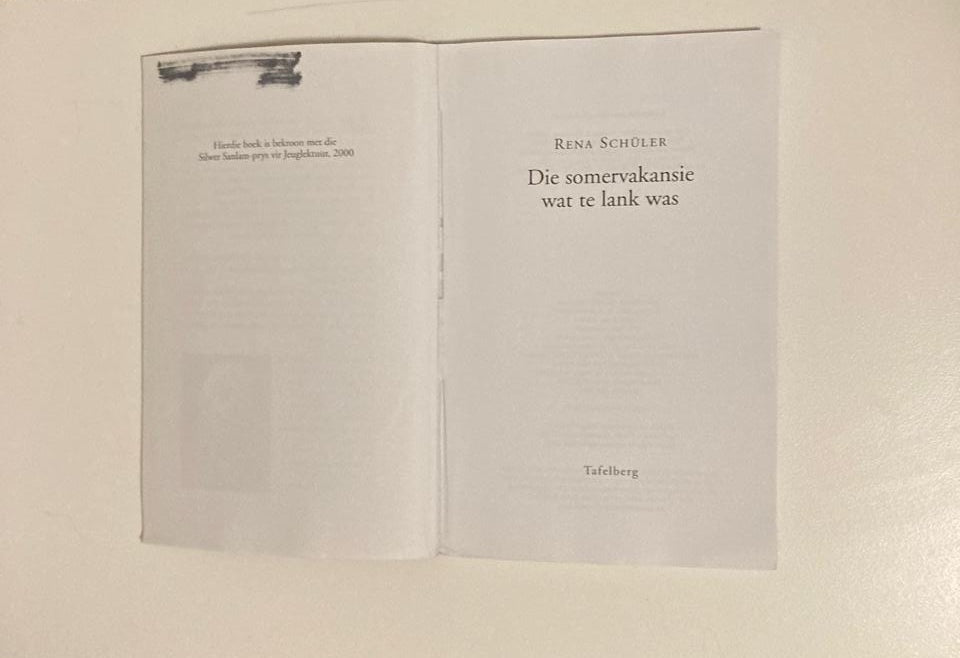 Hierdie boek is bekroon met die
Silwer Sanlam-prys vir Jeuglektuur, 2000
RENA SCHÜLER
Die somervakansie
wat te lank was
Tafelberg